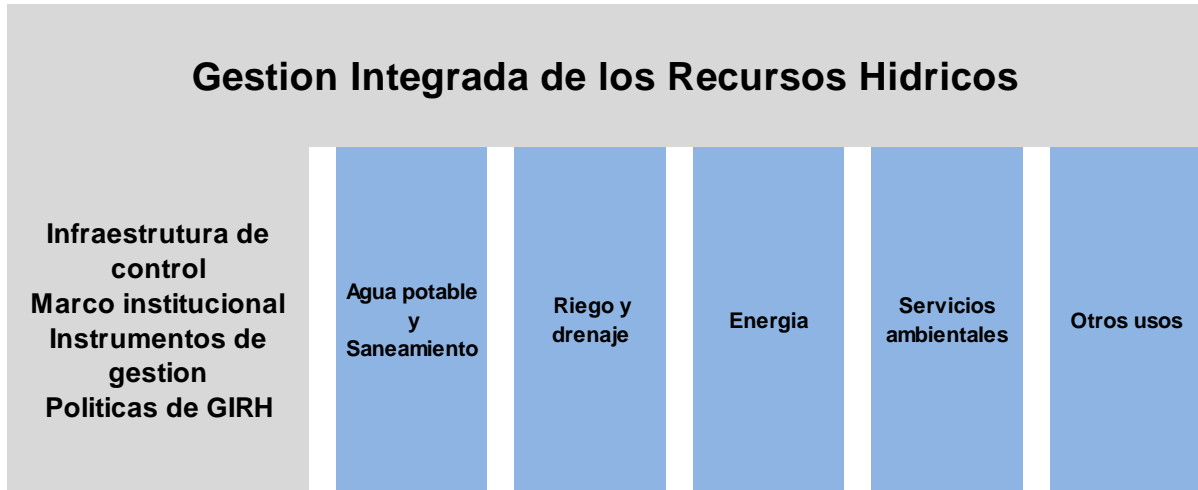 Gestion Integrada de los Recursos Hidricos
Infraestrutura de
control
Marco institucional
Instrumentos de
gestion
Politicas de GIRH
Agua potable
y
Saneamiento
Riego y
drenaje
Energia
Servicios
ambientales
Otros usos